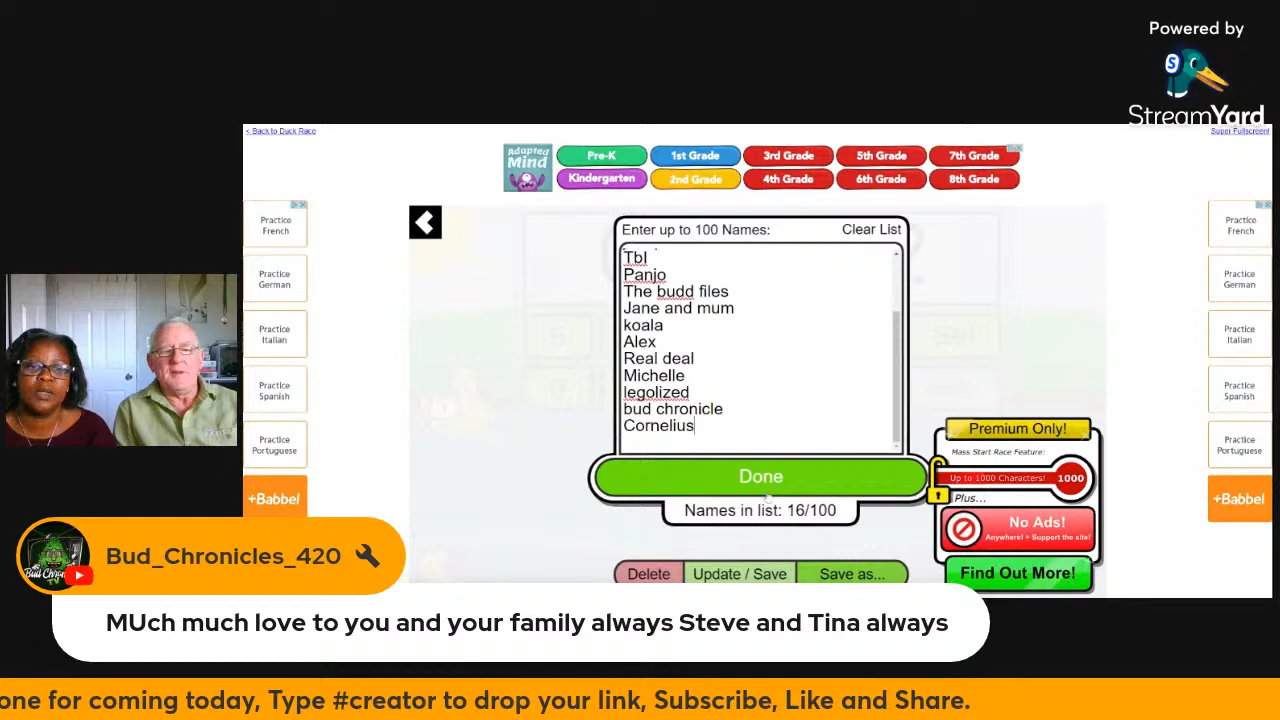 Powered by
StreamYard
< Back to Duck Race
Super Fullscreen
Adapted
Mind
Pre-K
1st Grade
3rd Grade
5th Grade
7th Grade
Kindergarten
2nd Grade
4th Grade
6th Grade
8th Grade
Practice
French
Practice
German
Practice
Italian
Practice
Spanish
Practice
Portuguese
+Babbel
Enter up to 100 Names:
Clear List
Tbl
Panjo
The budd files
Jane and mum
koala
Alex
Real deal
Michelle
legolized
bud chronicle
Cornelius
Done
Names in list: 16/100
Delete
Update / Save
Save as...
Premium Only!
Mass Start Race Feature:
Up to 1000 Characters!
1000
Plus...
No Ads!
Anywhere! + Support the site!
Find Out More!
Practice
French
Practice
German
Practice
Italian
Practice
Spanish
Practice
Portuguese
+Babbel
Bud_Chronicles_420
MUch much love to you and your family always Steve and Tina always
one for coming today, Type #creator to drop your link, Subscribe, Like and Share.